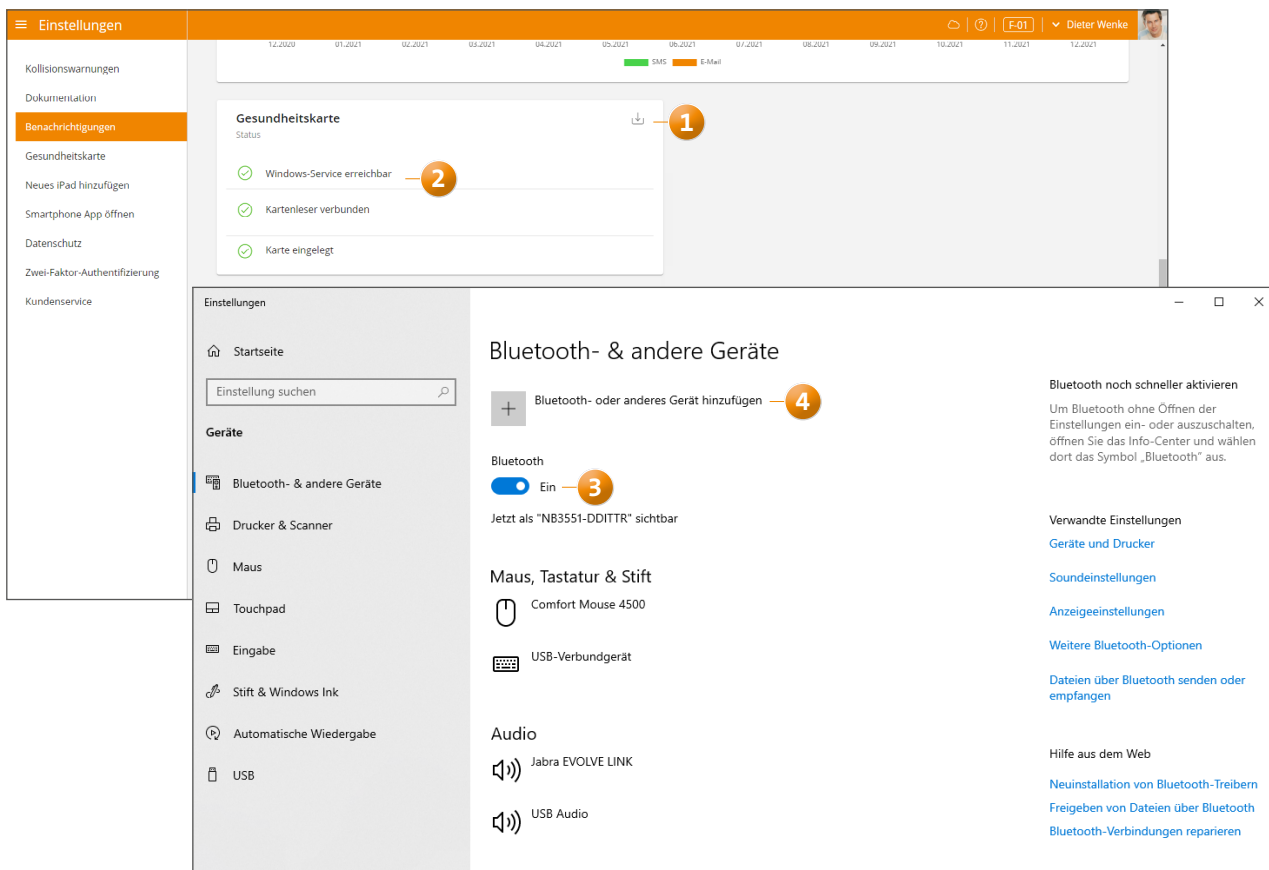 Einstellungen
F-01
Dieter Wenke
Kollisionswarnungen
Dokumentation
Benachrichtigungen
Gesundheitskarte
Neues iPad hinzufügen
Smartphone App öffnen
Datenschutz
Zwei-Faktor-Authentifizierung
Kundenservice
12.2020 01.2021 02.2021 03.2021 04.2021 05.2021 06.2021 07.2021 08.2021 09.2021 10.2021 11.2021 12.2021
SMS E-Mail
Gesundheitskarte
1
Status
Windows-Service erreichbar
2
Kartenleser verbunden
Karte eingelegt
Einstellungen
Startseite
Einstellung suchen
Geräte
Bluetooth- & andere Geräte
Drucker & Scanner
Maus
Touchpad
Eingabe
Stift & Windows Ink
Automatische Wiedergabe
USB
Bluetooth- & andere Geräte
Bluetooth- oder anderes Gerät hinzufügen
4
Bluetooth
Ein
3
Jetzt als "NB3551-DDITTR" sichtbar
Maus, Tastatur & Stift
Comfort Mouse 4500
USB-Verbundgerät
Audio
Jabra EVOLVE LINK
USB Audio
Bluetooth noch schneller aktivieren
Um Bluetooth ohne Öffnen der
Einstellungen ein- oder auszuschalten,
öffnen Sie das Info-Center und wählen
dort das Symbol „Bluetooth“ aus.
Verwandte Einstellungen
Geräte und Drucker
Soundeinstellungen
Anzeigeeinstellungen
Weitere Bluetooth-Optionen
Dateien über Bluetooth senden oder
empfangen
Hilfe aus dem Web
Neuinstallation von Bluetooth-Treibern
Freigeben von Dateien über Bluetooth
Bluetooth-Verbindungen reparieren